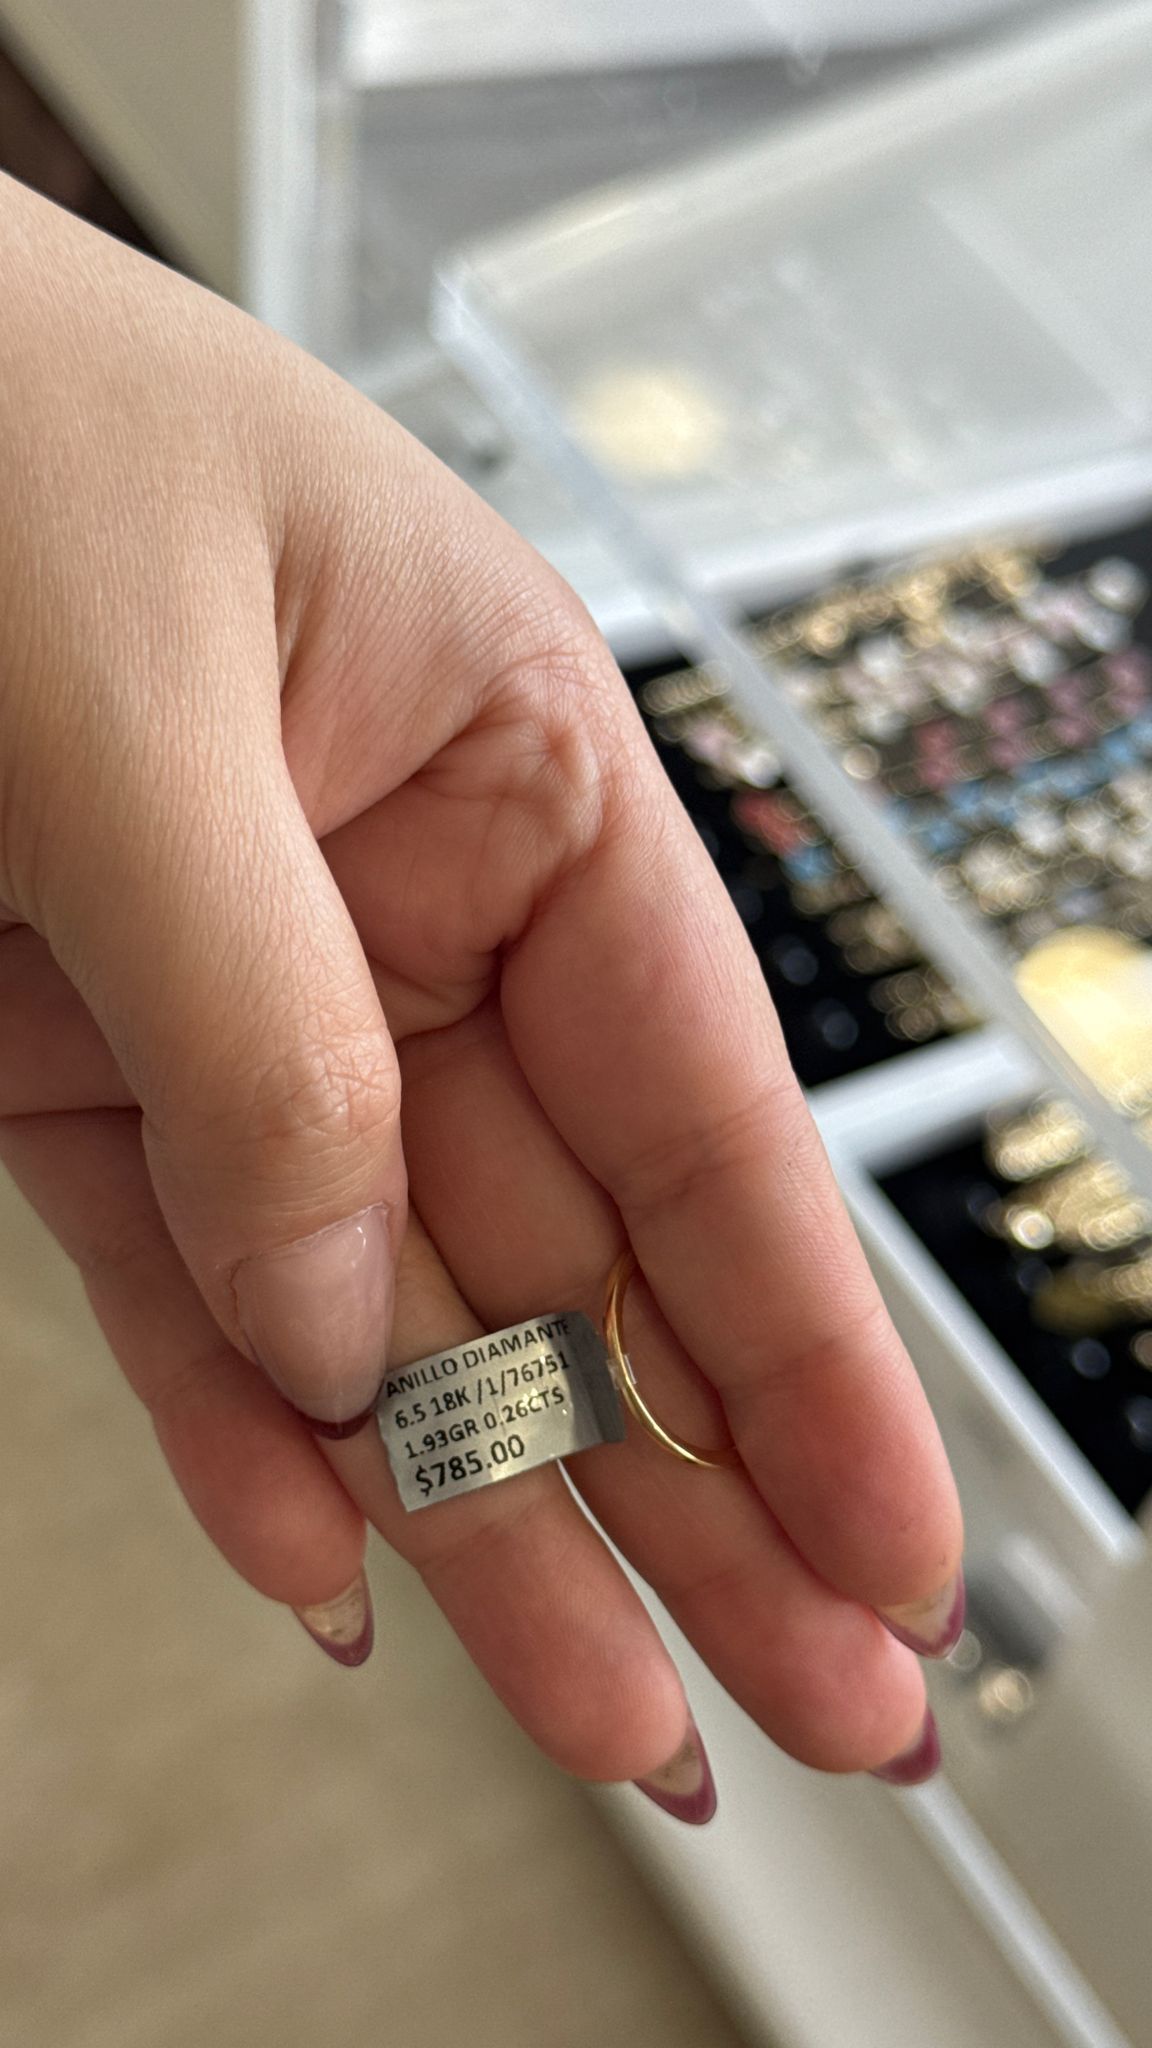 ANILLO DIAMANTE
6.5 18K /1/76751
1.93GR 0.26CTS
$785.00